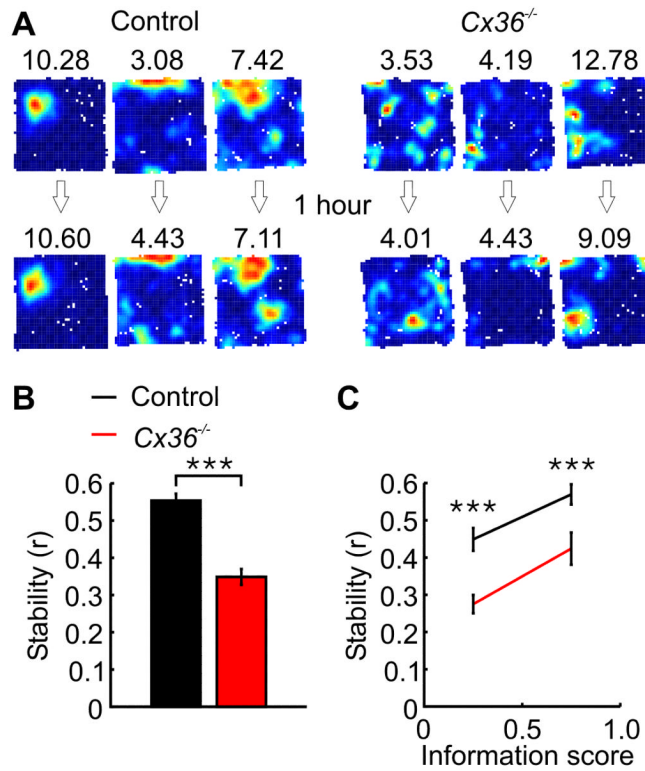 A Control Cx36-/-
10.28 3.08 7.42 3.53 4.19 12.78
1 hour
10.60 4.43 7.11 4.01 4.43 9.09
B Control C
Cx36-/-
*** ***
***
0.6 0.6
0.5 0.5
0.4 0.4
0.3 0.3
0.2 0.2
0.1 0.1
0 0
Stability (r) Stability (r)
0 0.5 1.0
Information score